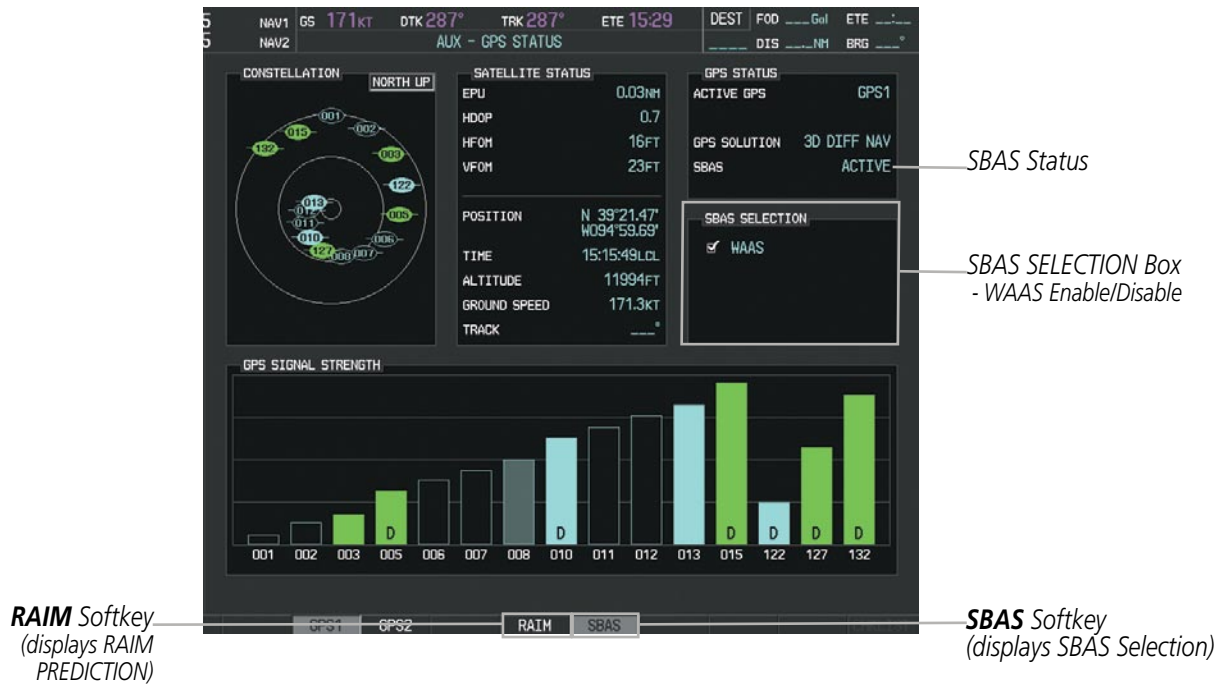 5 NAV1 GS 171KT DTK 287° TRK 287° ETE 15:29 DEST FOD ___Gal ETE __:__
5 NAV2 AUX - GPS STATUS ____ DIS __._NM BRG ___°
CONSTELLATION
NORTH UP
001
002
015
132
003
122
013
012
005
011
010
006
127
008
007
SATELLITE STATUS
EPU 0.03NM
HDOP 0.7
HFOM 16FT
VFOM 23FT
POSITION N 39°21.47'
W094°59.69'
TIME 15:15:49LCL
ALTITUDE 11994FT
GROUND SPEED 171.3KT
TRACK ___°
GPS STATUS
ACTIVE GPS GPS1
GPS SOLUTION 3D DIFF NAV
SBAS ACTIVE
SBAS Status
SBAS SELECTION
WAAS
SBAS SELECTION Box
- WAAS Enable/Disable
GPS SIGNAL STRENGTH
D D D D D D
001 002 003 005 006 007 008 010 011 012 013 015 122 127 132
GPS1 GPS2 RAIM SBAS
RAIM Softkey
(displays RAIM
PREDICTION)
SBAS Softkey
(displays SBAS Selection)